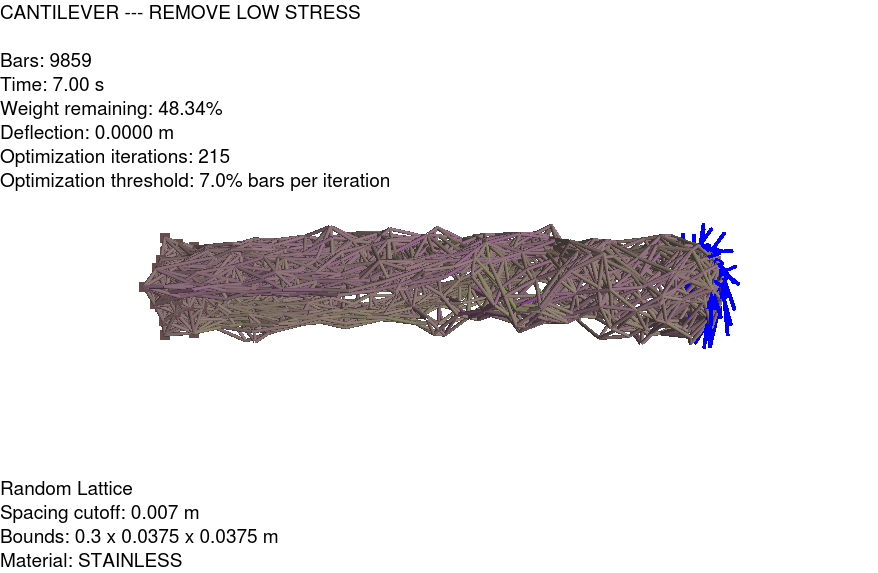 CANTILEVER --- REMOVE LOW STRESS
Bars: 9859
Time: 7.00 s
Weight remaining: 48.34%
Deflection: 0.0000 m
Optimization iterations: 215
Optimization threshold: 7.0% bars per iteration
Random Lattice
Spacing cutoff: 0.007 m
Bounds: 0.3 x 0.0375 x 0.0375 m
Material: STAINLESS